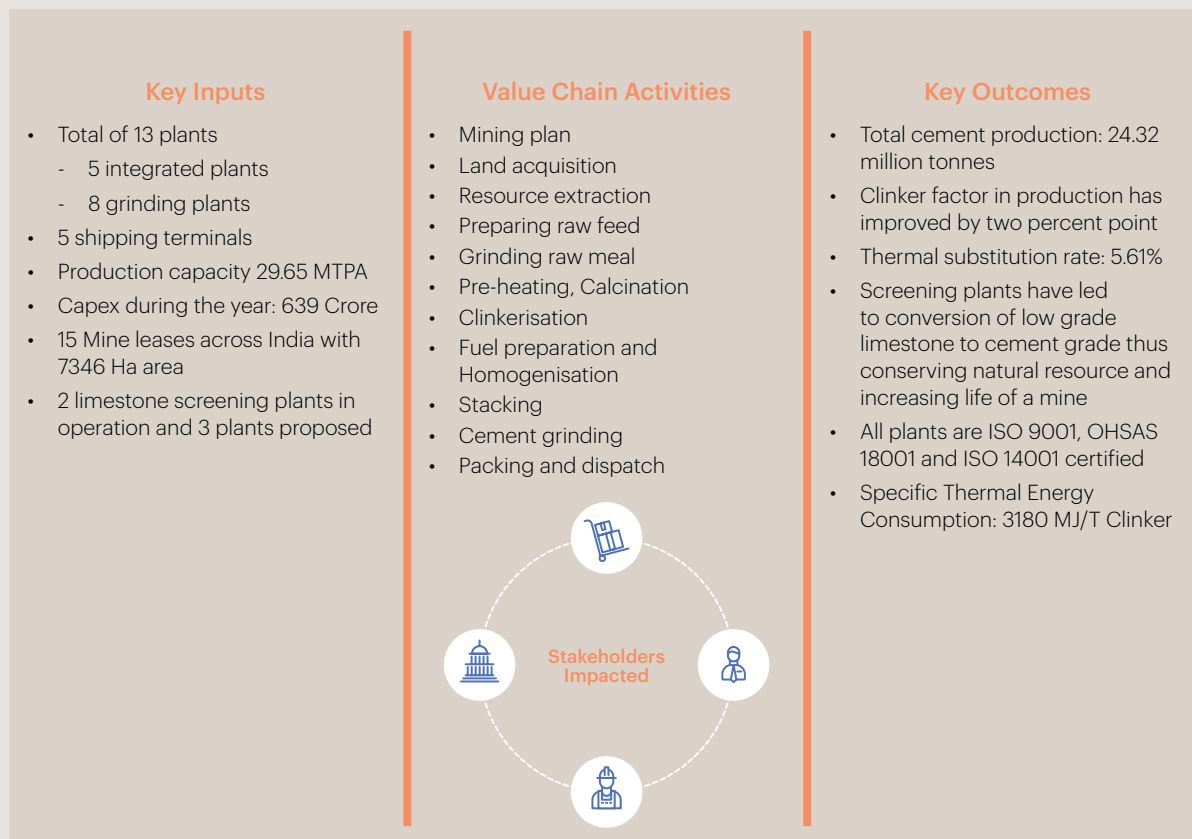 Key Inputs
• Total of 13 plants
- 5 integrated plants
- 8 grinding plants
• 5 shipping terminals
• Production capacity 29.65 MTPA
• Capex during the year: 639 Crore
• 15 Mine leases across India with
7346 Ha area
• 2 limestone screening plants in
operation and 3 plants proposed
Value Chain Activities
• Mining plan
• Land acquisition
• Resource extraction
• Preparing raw feed
• Grinding raw meal
• Pre-heating, Calcination
• Clinkerisation
• Fuel preparation and
Homogenisation
• Stacking
• Cement grinding
• Packing and dispatch
Stakeholders
Impacted
Key Outcomes
• Total cement production: 24.32
million tonnes
• Clinker factor in production has
improved by two percent point
• Thermal substitution rate: 5.61%
• Screening plants have led
to conversion of low grade
limestone to cement grade thus
conserving natural resource and
increasing life of a mine
• All plants are ISO 9001, OHSAS
18001 and ISO 14001 certified
• Specific Thermal Energy
Consumption: 3180 MJ/T Clinker